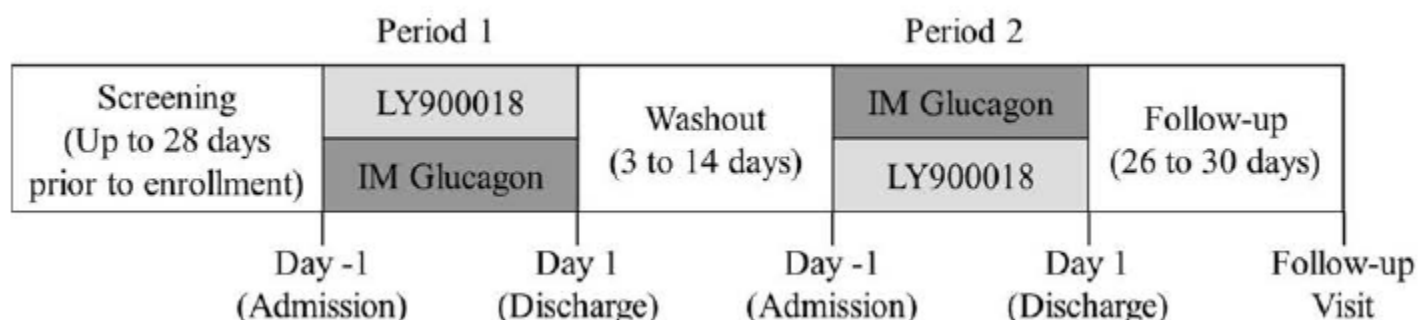 Period 1
Period 2
Screening
(Up to 28 days
prior to enrollment)
LY900018
IM Glucagon
Washout
(3 to 14 days)
IM Glucagon
LY900018
Follow-up
(26 to 30 days)
Day -1
(Admission)
Day 1
(Discharge)
Day -1
(Admission)
Day 1
(Discharge)
Follow-up
Visit